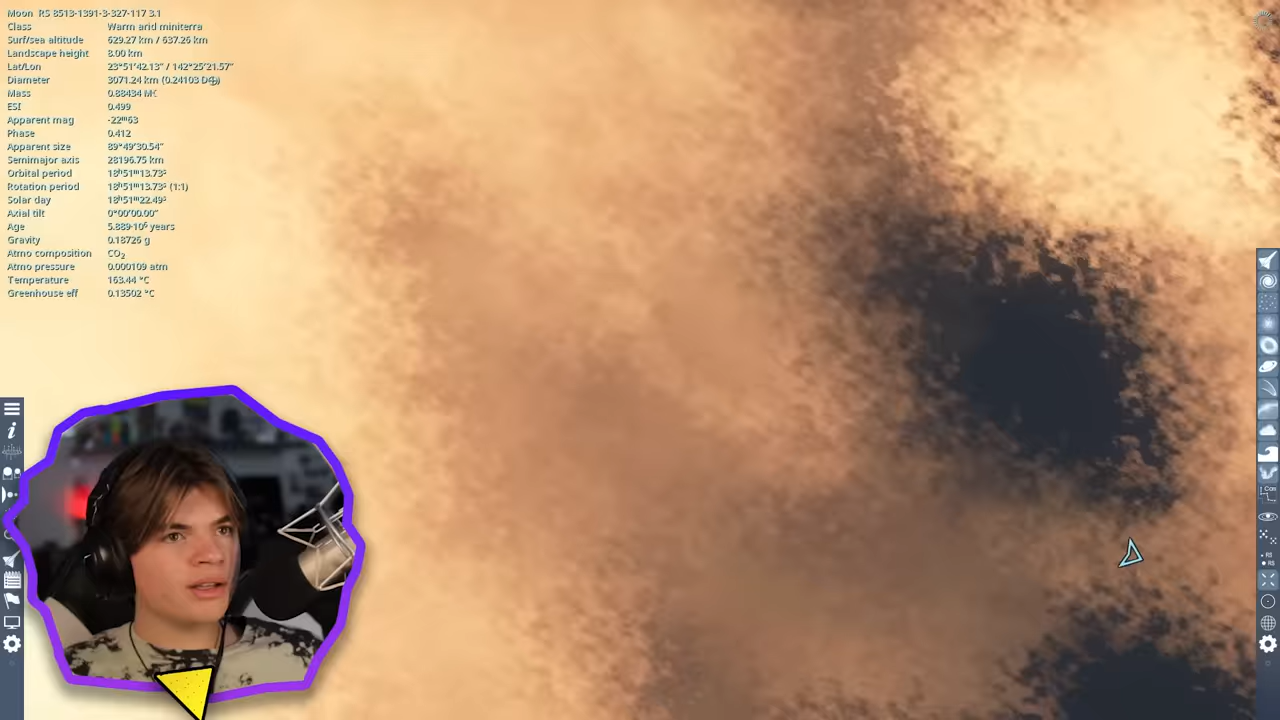 Moon RS 8513-1391-3-327-117 3.1
Class Warm arid miniterra
Surf/sea altitude 629.27 km / 637.26 km
Landscape height 8.00 km
Lat/Lon 23°51'42.13" / 142°25'21.57"
Diameter 3071.24 km (0.24103 D⊕)
Mass 0.88434 M☾
ESI 0.499
Apparent mag -22ᵐ63
Phase 0.412
Apparent size 89°49'30.54"
Semimajor axis 28196.75 km
Orbital period 18ʰ51ᵐ13.73ˢ
Rotation period 18ʰ51ᵐ13.73ˢ (1:1)
Solar day 18ʰ51ᵐ22.49ˢ
Axial tilt 0°00'00.00"
Age 5.889·10⁶ years
Gravity 0.18726 g
Atmo composition CO₂
Atmo pressure 0.000109 atm
Temperature 163.44 °C
Greenhouse eff 0.13502 °C